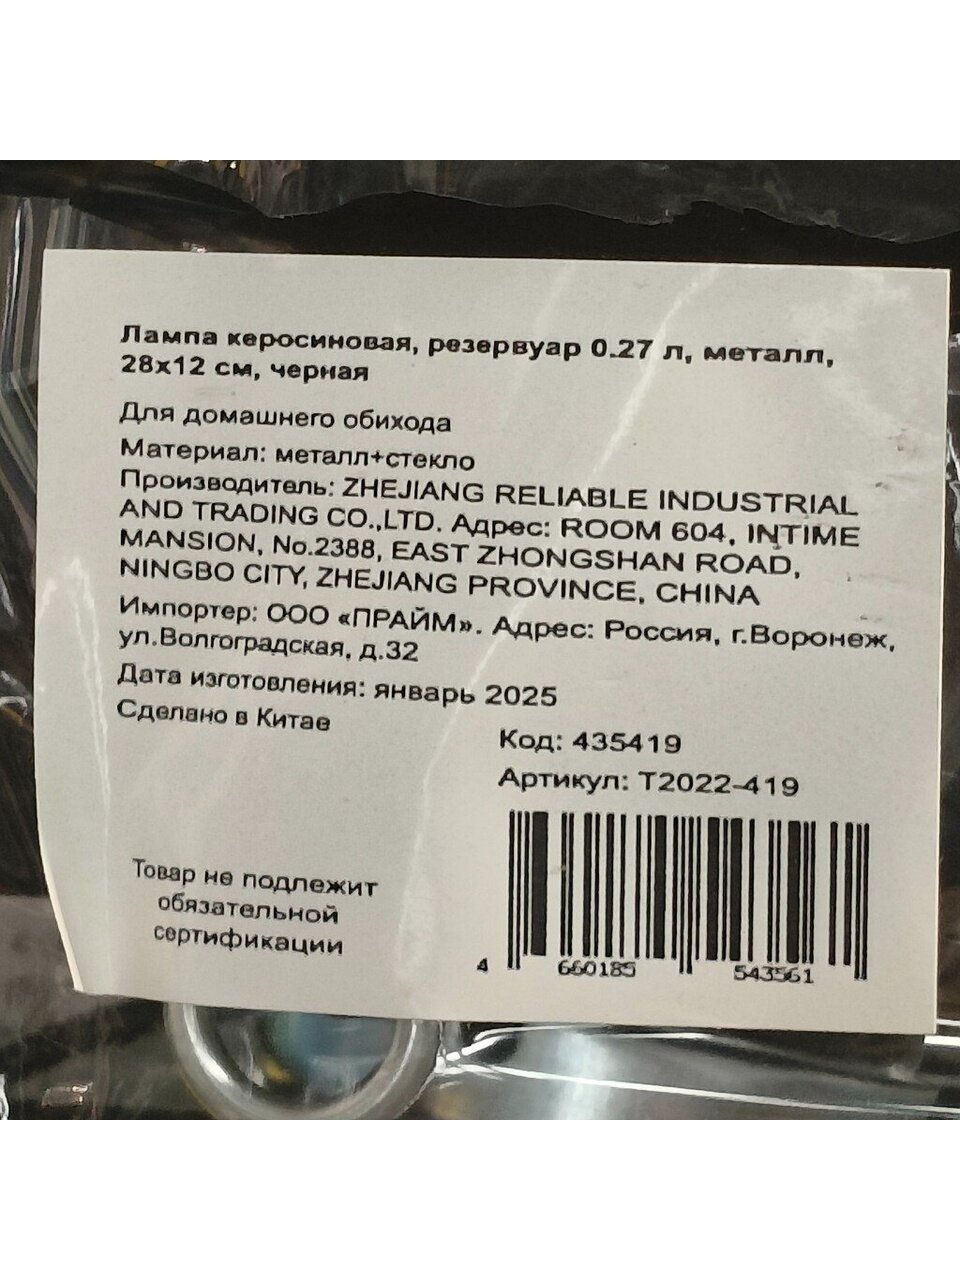 Лампа керосиновая, резервуар 0.27 л, металл,
28x12 см, черная
Для домашнего обихода
Материал: металл+стекло
Производитель: ZHEJIANG RELIABLE INDUSTRIAL
AND TRADING CO.,LTD. Адрес: ROOM 604, INTIME
MANSION, No.2388, EAST ZHONGSHAN ROAD,
NINGBO CITY, ZHEJIANG PROVINCE, CHINA
Импортер: ООО «ПРАЙМ». Адрес: Россия, г.Воронеж,
ул.Волгоградская, д.32
Дата изготовления: январь 2025
Сделано в Китае
Код: 435419
Артикул: T2022-419
Товар не подлежит
обязательной
сертификации
4 660185 543561